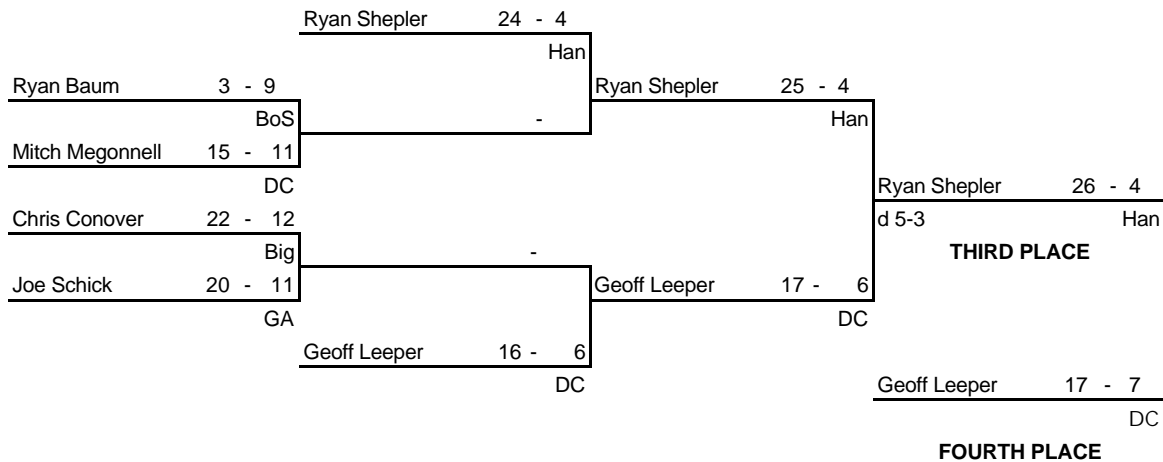 Ryan Shepler 24 - 4
Han
Ryan Baum 3 - 9
Ryan Shepler 25 - 4
BoS
-
Han
Mitch Megonnell 15 - 11
DC
Ryan Shepler 26 - 4
Chris Conover 22 - 12
d 5-3 Han
Big
-
THIRD PLACE
Joe Schick 20 - 11
Geoff Leeper 17 - 6
GA
DC
Geoff Leeper 16 - 6
DC
Geoff Leeper 17 - 7
DC
FOURTH PLACE